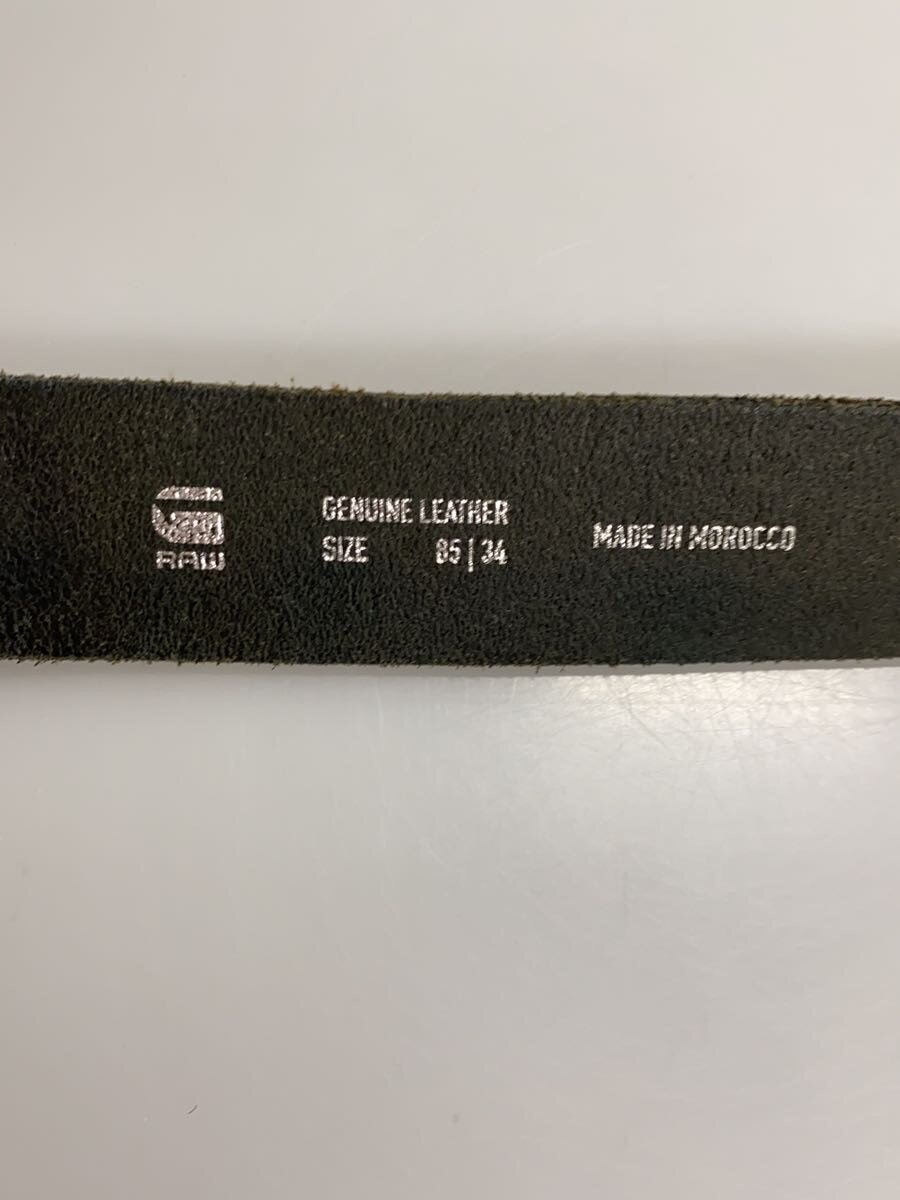 RAW
GENUINE LEATHER
SIZE 85 | 34
MADE IN MOROCCO